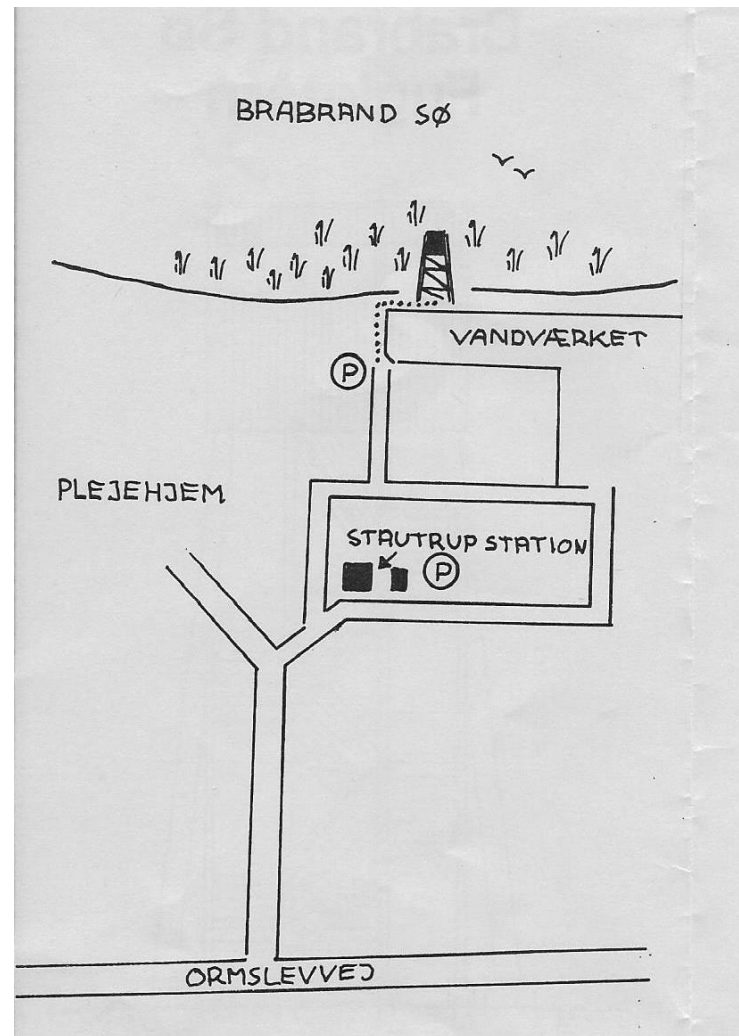 BRABRAND SØ
VANDVÆRKET
P
PLEJEHJEM
STAUTRUP STATION
P
ORMSLEVVEJ